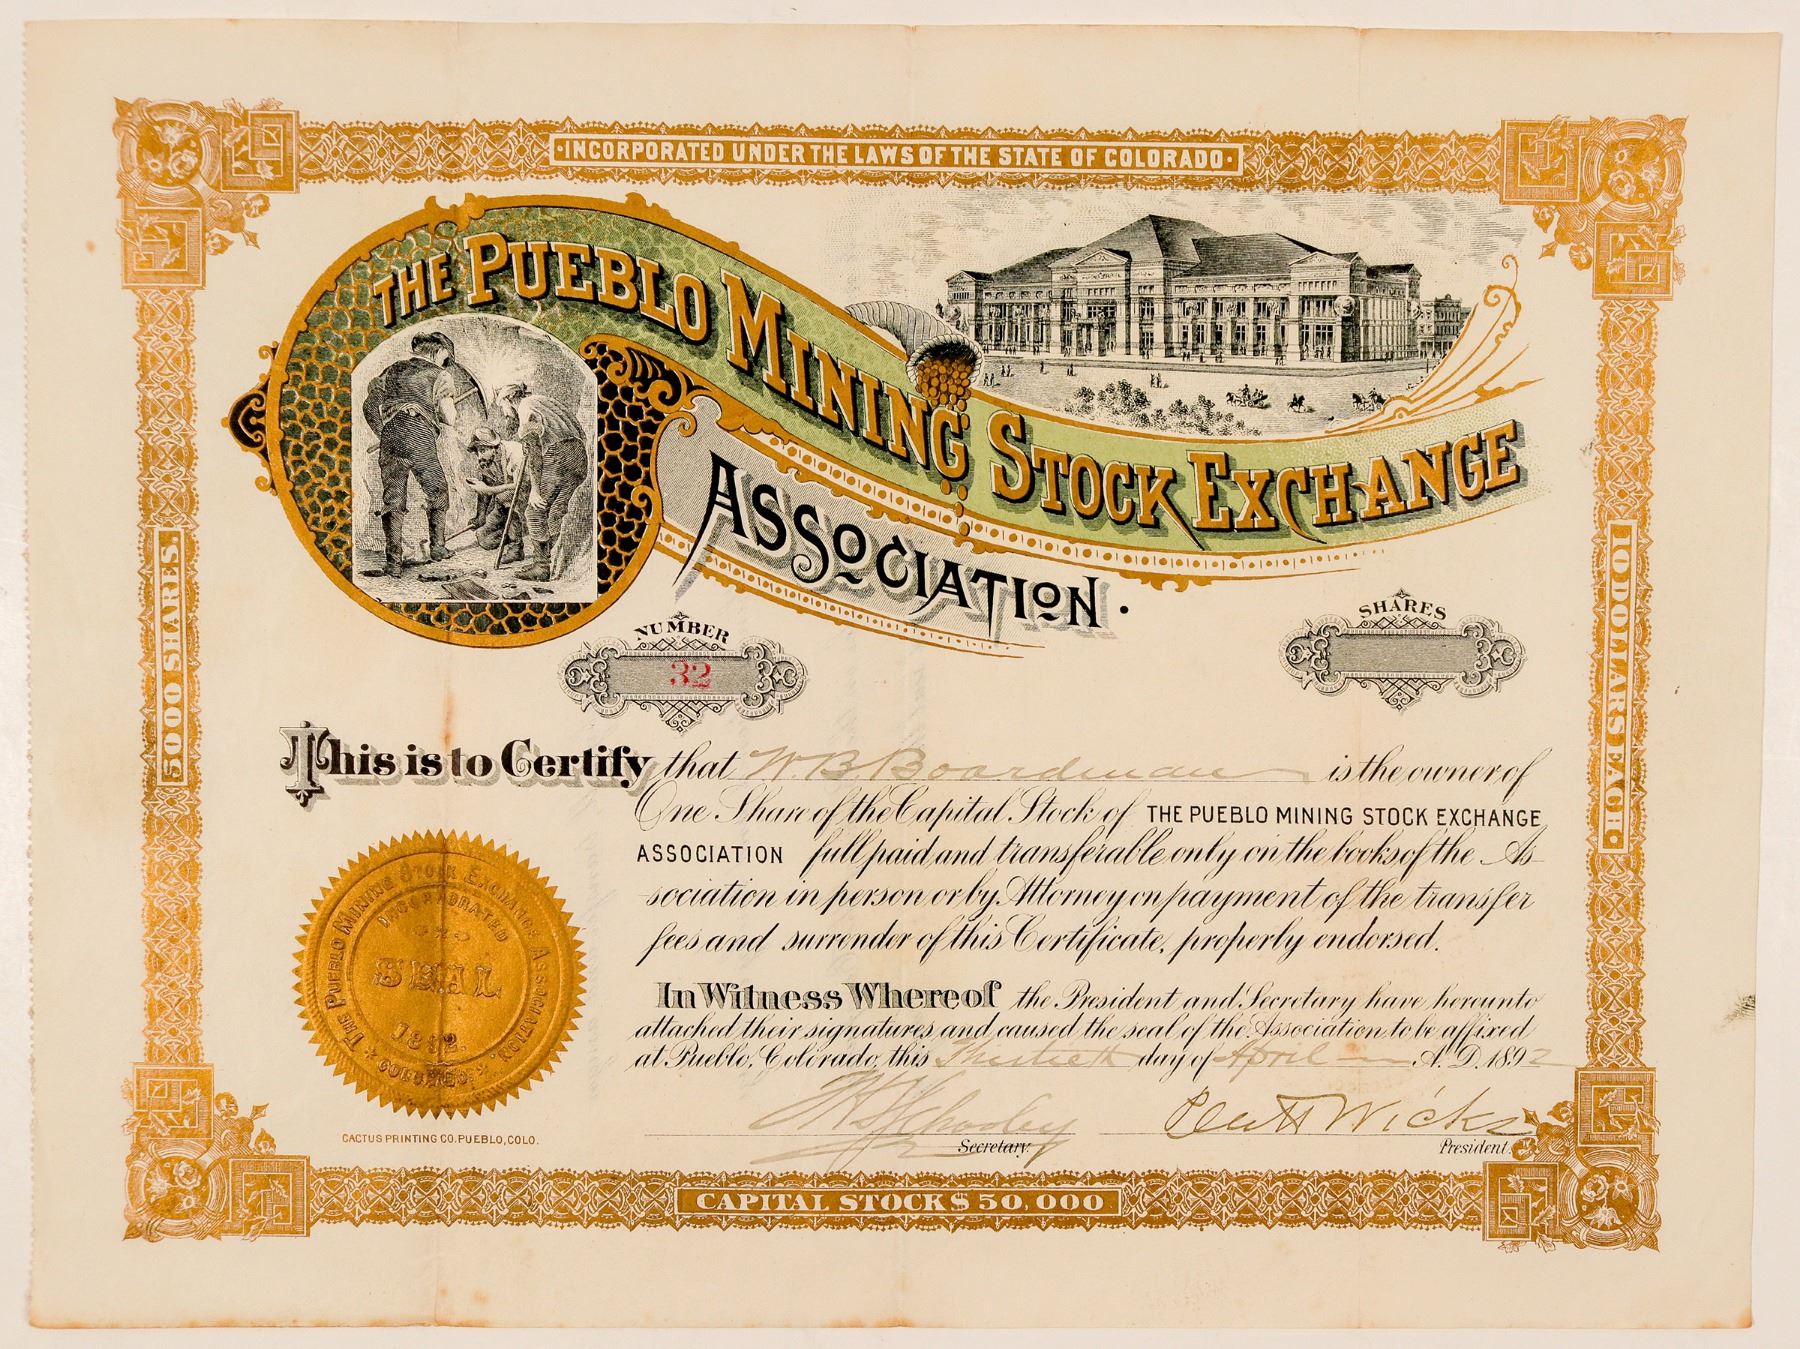 ·INCORPORATED UNDER THE LAWS OF THE STATE OF COLORADO·
THE PUEBLO MINING STOCK EXCHANGE
ASSOCIATION.
5000 SHARES.
10 DOLLARS EACH.
NUMBER
32
SHARES
This is to Certify that W. B. Boardman is the owner of
One Share of the Capital Stock of THE PUEBLO MINING STOCK EXCHANGE
ASSOCIATION full paid and transferable only on the books of the As-
sociation in person or by Attorney on payment of the transfer
fees and surrender of this Certificate, properly endorsed.
In Witness Whereof the President and Secretary have hereunto
attached their signatures and caused the seal of the Association to be affixed
at Pueblo, Colorado, this Thirtieth day of April A.D. 1892
THE PUEBLO MINING STOCK EXCHANGE ASSOCIATION.
INCORPORATED
SEAL
1892.
COLORADO.
Schooley
Wicks
Secretary.
President.
CACTUS PRINTING CO. PUEBLO, COLO.
CAPITAL STOCK $50,000